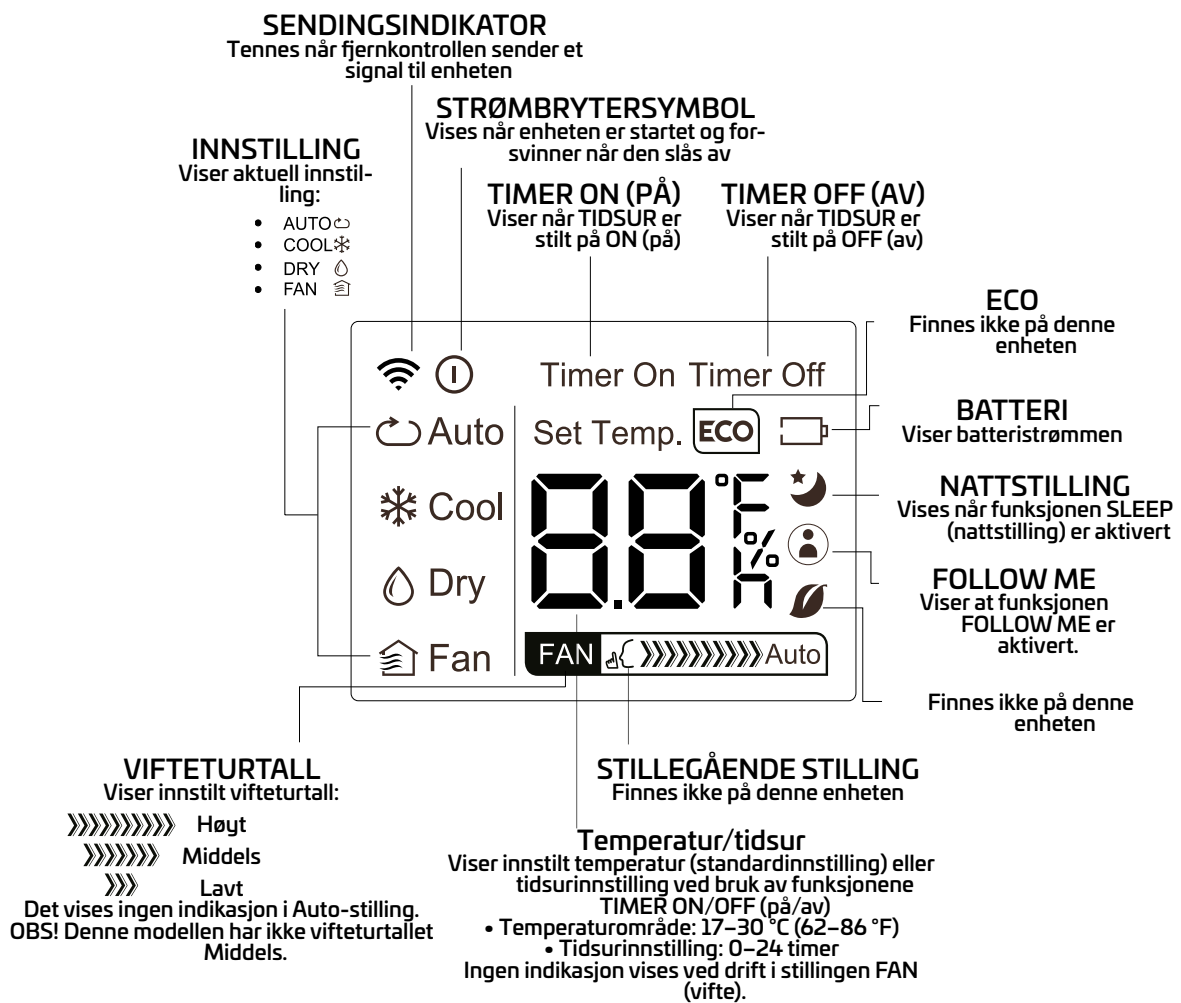 SENDINGSINDIKATOR
Tennes når fjernkontrollen sender et
signal til enheten
STRØMBRYTERSYMBOL
Vises når enheten er startet og for-
svinner når den slås av
INNSTILLING
Viser aktuell innstil-
ling:
• AUTO
• COOL
• DRY
• FAN
TIMER ON (PÅ)
Viser når TIDSUR er
stilt på ON (på)
TIMER OFF (AV)
Viser når TIDSUR er
stilt på OFF (av)
ECO
Finnes ikke på denne
enheten
BATTERI
Viser batteristrømmen
NATTSTILLING
Vises når funksjonen SLEEP
(nattstilling) er aktivert
FOLLOW ME
Viser at funksjonen
FOLLOW ME er
aktivert.
Finnes ikke på denne
enheten
Timer On Timer Off
Auto
Set Temp. ECO
Cool
8.8 °F
% h
Dry
Fan
FAN Auto
VIFTETURTALL
Viser innstilt vifteturtall:
Høyt
Middels
Lavt
Det vises ingen indikasjon i Auto-stilling.
OBS! Denne modellen har ikke vifteturtallet
Middels.
STILLEGÅENDE STILLING
Finnes ikke på denne enheten
Temperatur/tidsur
Viser innstilt temperatur (standardinnstilling) eller
tidsurinnstilling ved bruk av funksjonene
TIMER ON/OFF (på/av)
• Temperaturområde: 17–30 °C (62–86 °F)
• Tidsurinnstilling: 0–24 timer
Ingen indikasjon vises ved drift i stillingen FAN
(vifte).